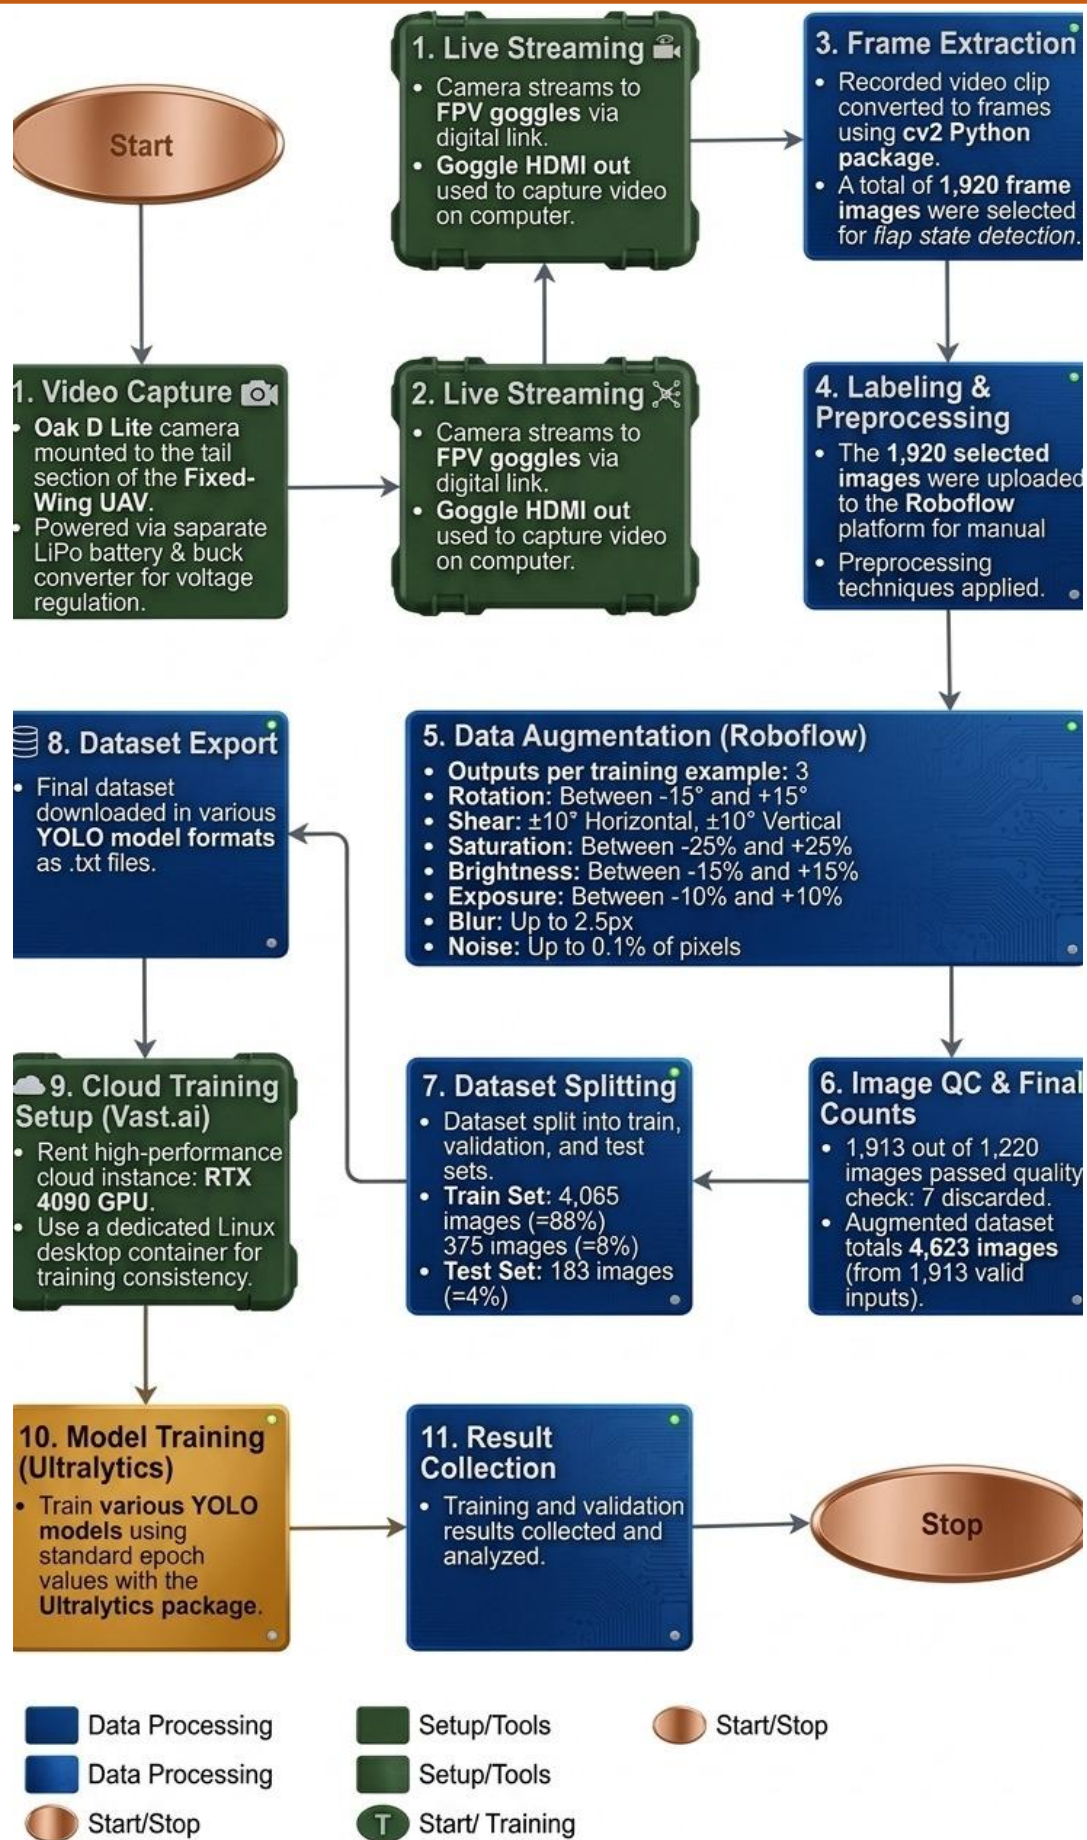 Start
1. Video Capture
• Oak D Lite camera
mounted to the tail
section of the Fixed-
Wing UAV.
• Powered via saparate
LiPo battery & buck
converter for voltage
regulation.
2. Live Streaming
• Camera streams to
FPV goggles via
digital link.
• Goggle HDMI out
used to capture video
on computer.
1. Live Streaming
• Camera streams to
FPV goggles via
digital link.
• Goggle HDMI out
used to capture video
on computer.
3. Frame Extraction
• Recorded video clip
converted to frames
using cv2 Python
package.
• A total of 1,920 frame
images were selected
for flap state detection.
4. Labeling &
Preprocessing
• The 1,920 selected
images were uploaded
to the Roboflow
platform for manual
• Preprocessing
techniques applied.
5. Data Augmentation (Roboflow)
• Outputs per training example: 3
• Rotation: Between -15° and +15°
• Shear: ±10° Horizontal, ±10° Vertical
• Saturation: Between -25% and +25%
• Brightness: Between -15% and +15%
• Exposure: Between -10% and +10%
• Blur: Up to 2.5px
• Noise: Up to 0.1% of pixels
6. Image QC & Final
Counts
• 1,913 out of 1,220
images passed quality
check: 7 discarded.
• Augmented dataset
totals 4,623 images
(from 1,913 valid
inputs).
7. Dataset Splitting
• Dataset split into train,
validation, and test
sets.
• Train Set: 4,065
images (=88%)
375 images (=8%)
• Test Set: 183 images
(=4%)
8. Dataset Export
• Final dataset
downloaded in various
YOLO model formats
as .txt files.
9. Cloud Training
Setup (Vast.ai)
• Rent high-performance
cloud instance: RTX
4090 GPU.
• Use a dedicated Linux
desktop container for
training consistency.
10. Model Training
(Ultralytics)
• Train various YOLO
models using
standard epoch
values with the
Ultralytics package.
11. Result
Collection
• Training and validation
results collected and
analyzed.
Stop
Data Processing
Setup/Tools
Start/Stop
Data Processing
Setup/Tools
Start/Stop
T Start/ Training